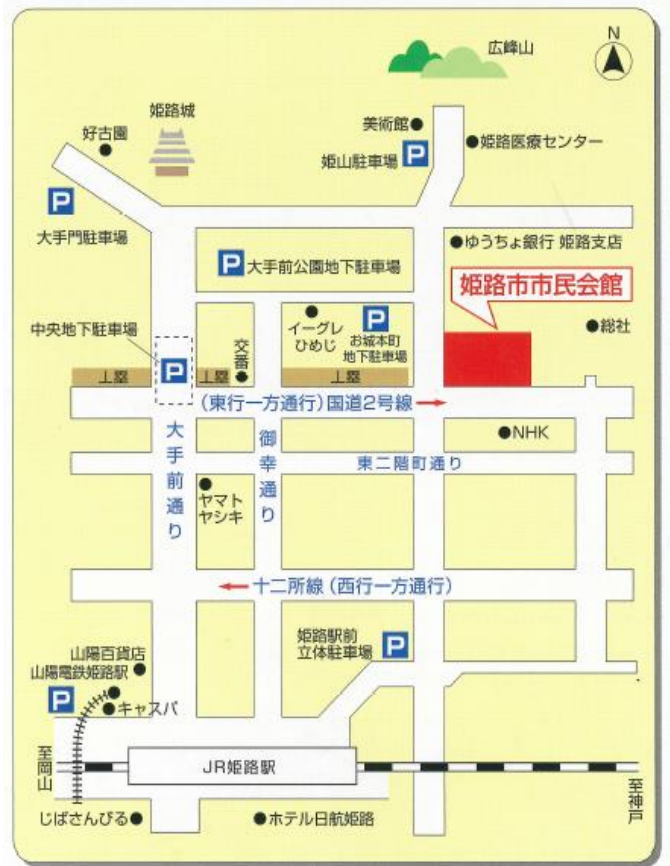 広峰山
N
姫路城
好古園
美術館
姫路医療センター
P
姫山駐車場
P
大手門駐車場
ゆうちょ銀行 姫路支店
P
大手前公園地下駐車場
姫路市市民会館
中央地下駐車場
イーグレ
ひめじ
P
お城本町
地下駐車場
総社
交番
P
土塁
土塁
土塁
(東行一方通行)国道2号線
大手前通り
御幸通り
NHK
東二階町通り
ヤマト
ヤシキ
十二所線(西行一方通行)
姫路駅前
立体駐車場
P
山陽百貨店
山陽電鉄姫路駅
P
キャスパ
至岡山
JR姫路駅
至神戸
じばさんびる
ホテル日航姫路